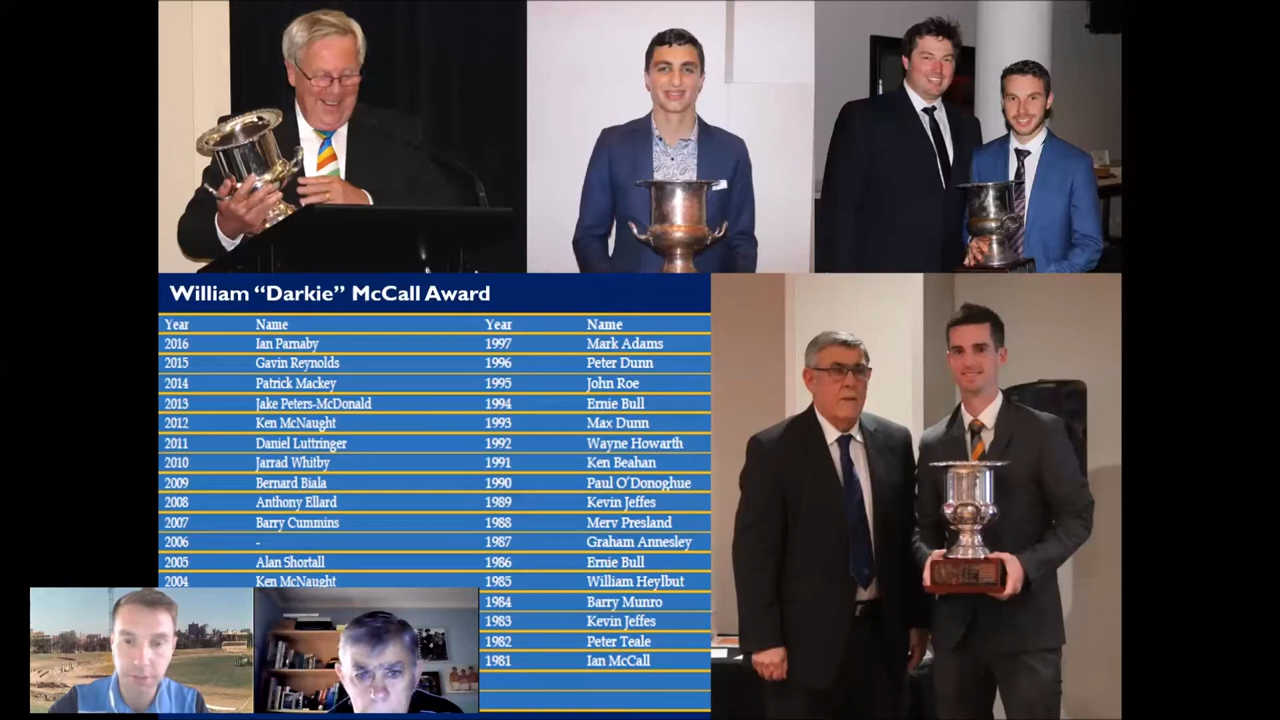 William “Darkie” McCall Award
Year Name Year Name
2016 Ian Parnaby 1997 Mark Adams
2015 Gavin Reynolds 1996 Peter Dunn
2014 Patrick Mackey 1995 John Roe
2013 Jake Peters-McDonald 1994 Ernie Bull
2012 Ken McNaught 1993 Max Dunn
2011 Daniel Luttringer 1992 Wayne Howarth
2010 Jarrad Whitby 1991 Ken Beahan
2009 Bernard Biala 1990 Paul O’Donoghue
2008 Anthony Ellard 1989 Kevin Jeffes
2007 Barry Cummins 1988 Merv Presland
2006 - 1987 Graham Annesley
2005 Alan Shortall 1986 Ernie Bull
2004 Ken McNaught 1985 William Heylbut
1984 Barry Munro
1983 Kevin Jeffes
1982 Peter Teale
1981 Ian McCall